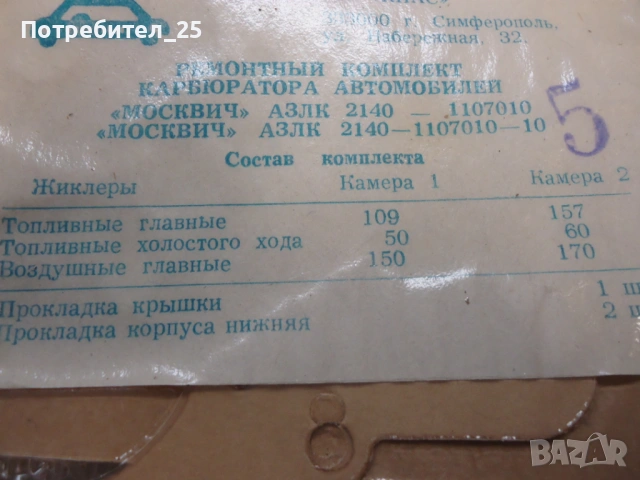 Потребител_25
г. Симферополь,
32.
РЕМОНТНЫЙ КОМПЛЕКТ
КАРБЮРАТОРА АВТОМОБИЛЕЙ
«МОСКВИЧ» АЗЛК 2140 — 1107010
«МОСКВИЧ» АЗЛК 2140—1107010—10
5
Состав комплекта
Жиклеры Камера 1 Камера 2
Топливные главные 109 157
Топливные холостого хода 50 60
Воздушные главные 150 170
Прокладка крышки 1 ш
Прокладка корпуса нижняя 2 ш
8
BAZAR